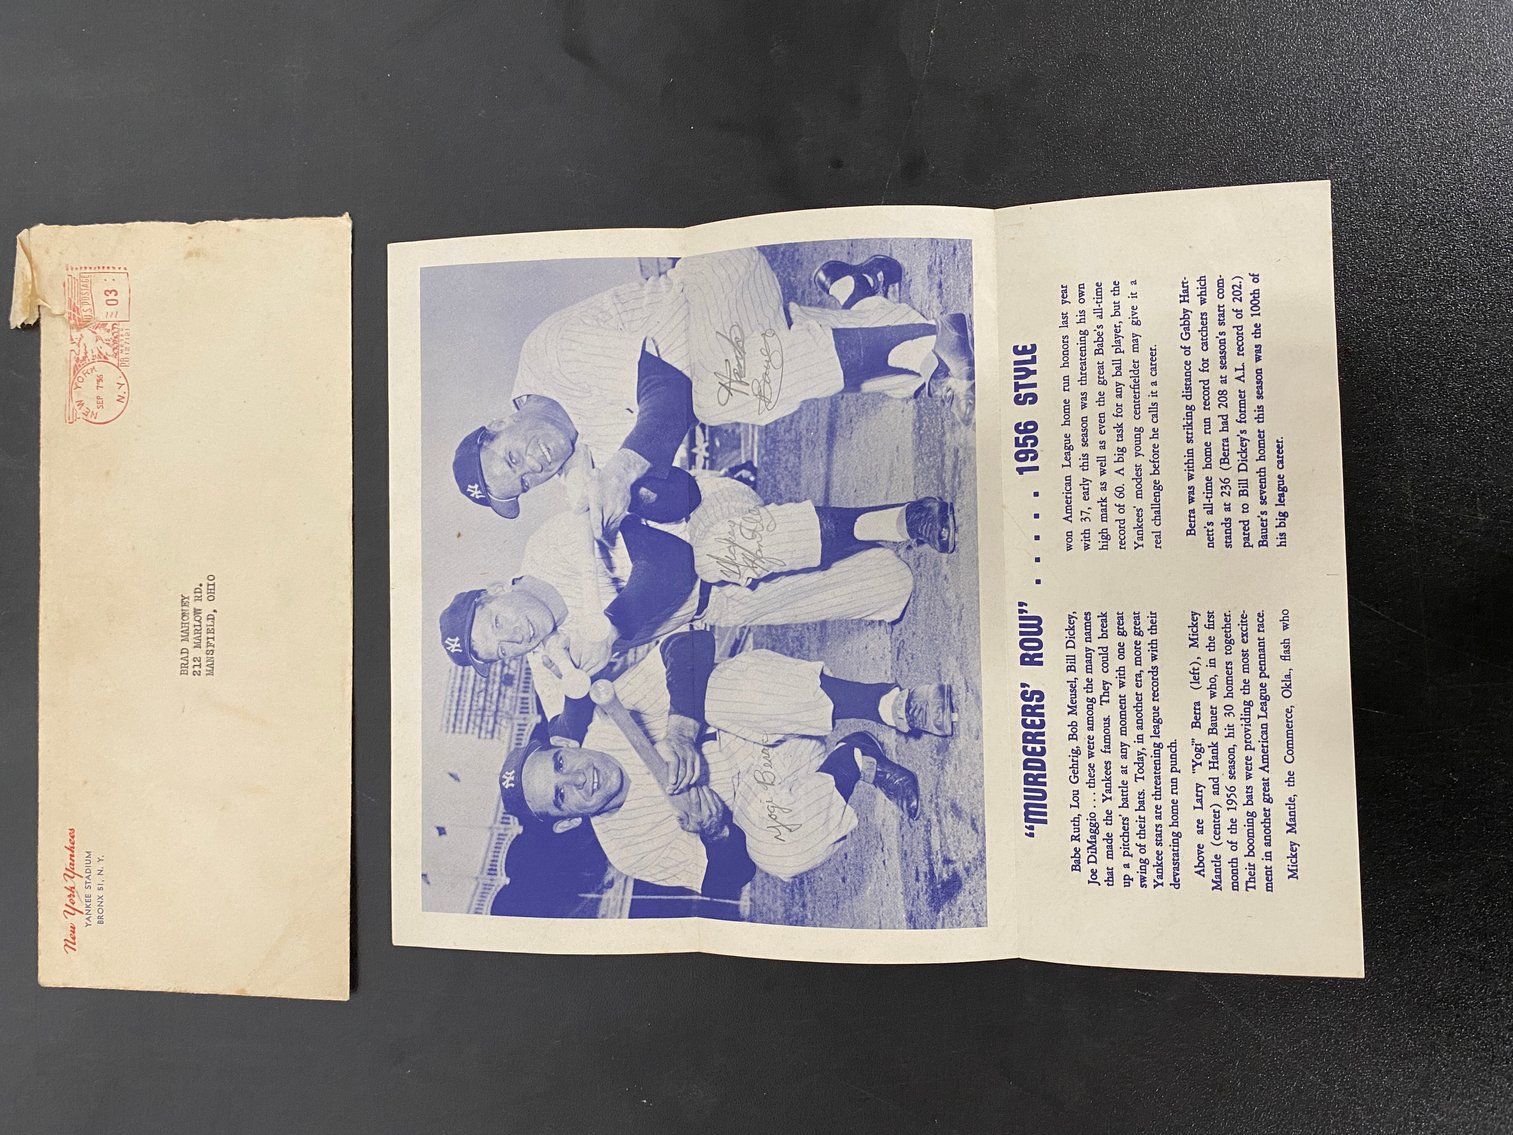 New York Yankees
YANKEE STADIUM
BRONX 51, N. Y.
NEW YORK
SEP 7'56
N.Y.
U.S. POSTAGE
03
BRAD MAHONEY
212 MARLOW RD.
MANSFIELD, OHIO
Yogi Berra
Mickey
Mantle
Hank
Bauer
"MURDERERS' ROW" . . . . . 1956 STYLE
Babe Ruth, Lou Gehrig, Bob Meusel, Bill Dickey,
Joe DiMaggio . . . these were among the many names
that made the Yankees famous. They could break
up a pitchers' battle at any moment with one great
swing of their bats. Today, in another era, more great
Yankee stars are threatening league records with their
devastating home run punch.
Above are Larry "Yogi" Berra (left), Mickey
Mantle (center) and Hank Bauer who, in the first
month of the 1956 season, hit 30 homers together.
Their booming bats were providing the most excite-
ment in another great American League pennant race.
Mickey Mantle, the Commerce, Okla., flash who
won American League home run honors last year
with 37, early this season was threatening his own
high mark as well as even the great Babe's all-time
record of 60. A big task for any ball player, but the
Yankees' modest young centerfielder may give it a
real challenge before he calls it a career.
Berra was within striking distance of Gabby Hart-
nett's all-time home run record for catchers which
stands at 236 (Berra had 208 at season's start com-
pared to Bill Dickey's former A.L. record of 202.)
Bauer's seventh homer this season was the 100th of
his big league career.